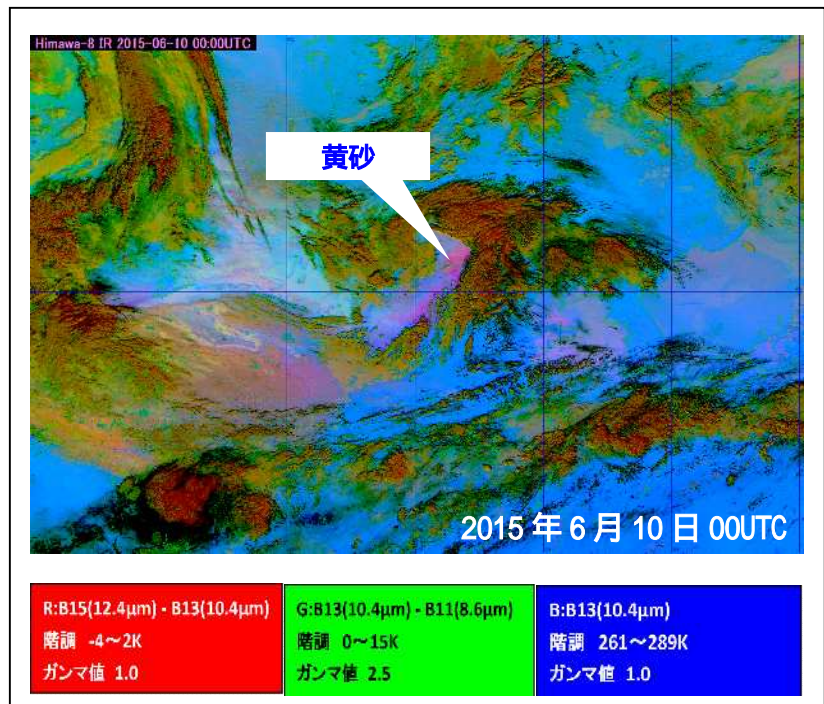 Himawa-8 IR 2015-06-10 00:00UTC
黄砂
2015 年 6 月 10 日 00UTC
R:B15(12.4μm) - B13(10.4μm)
階調 -4～2K
ガンマ値 1.0
G:B13(10.4μm) - B11(8.6μm)
階調 0～15K
ガンマ値 2.5
B:B13(10.4μm)
階調 261～289K
ガンマ値 1.0